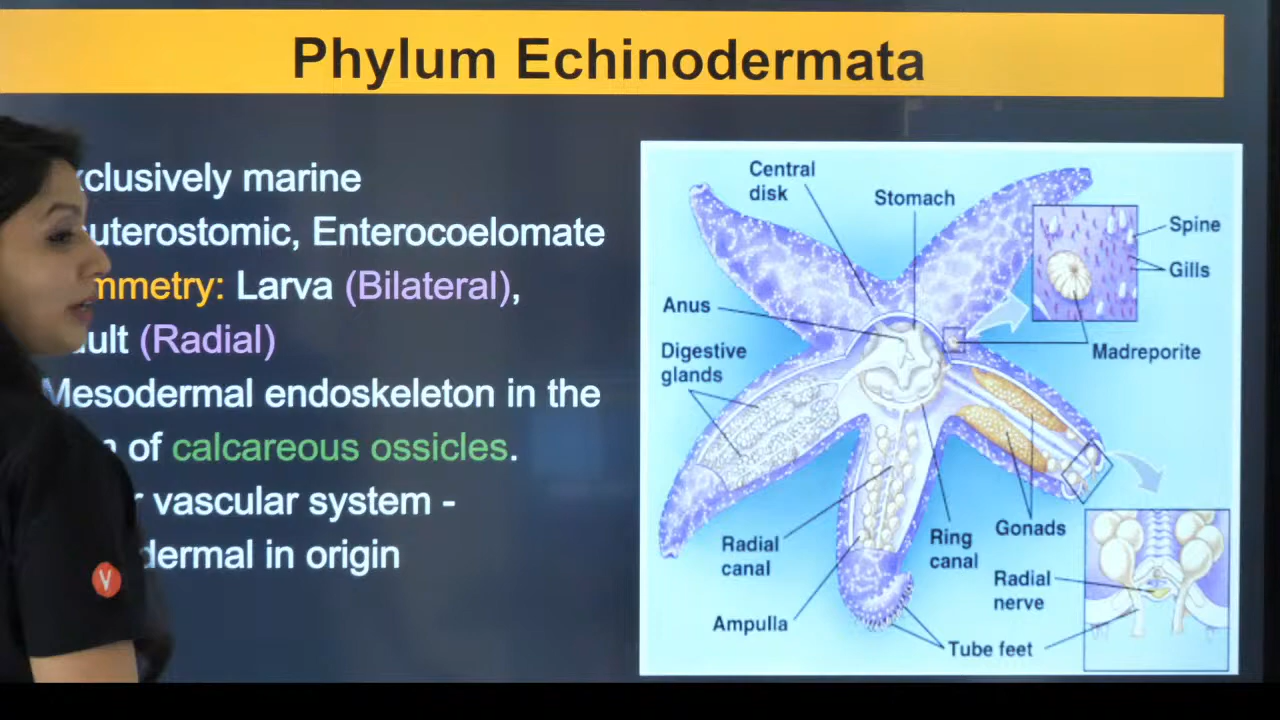 Phylum Echinodermata
xclusively marine
uterostomic, Enterocoelomate
mmetry: Larva (Bilateral),
ult (Radial)
Mesodermal endoskeleton in the
of calcareous ossicles.
vascular system -
dermal in origin
Central
disk
Stomach
Spine
Gills
Anus
Digestive
glands
Madreporite
Radial
canal
Ring
canal
Gonads
Radial
nerve
Ampulla
Tube feet
V